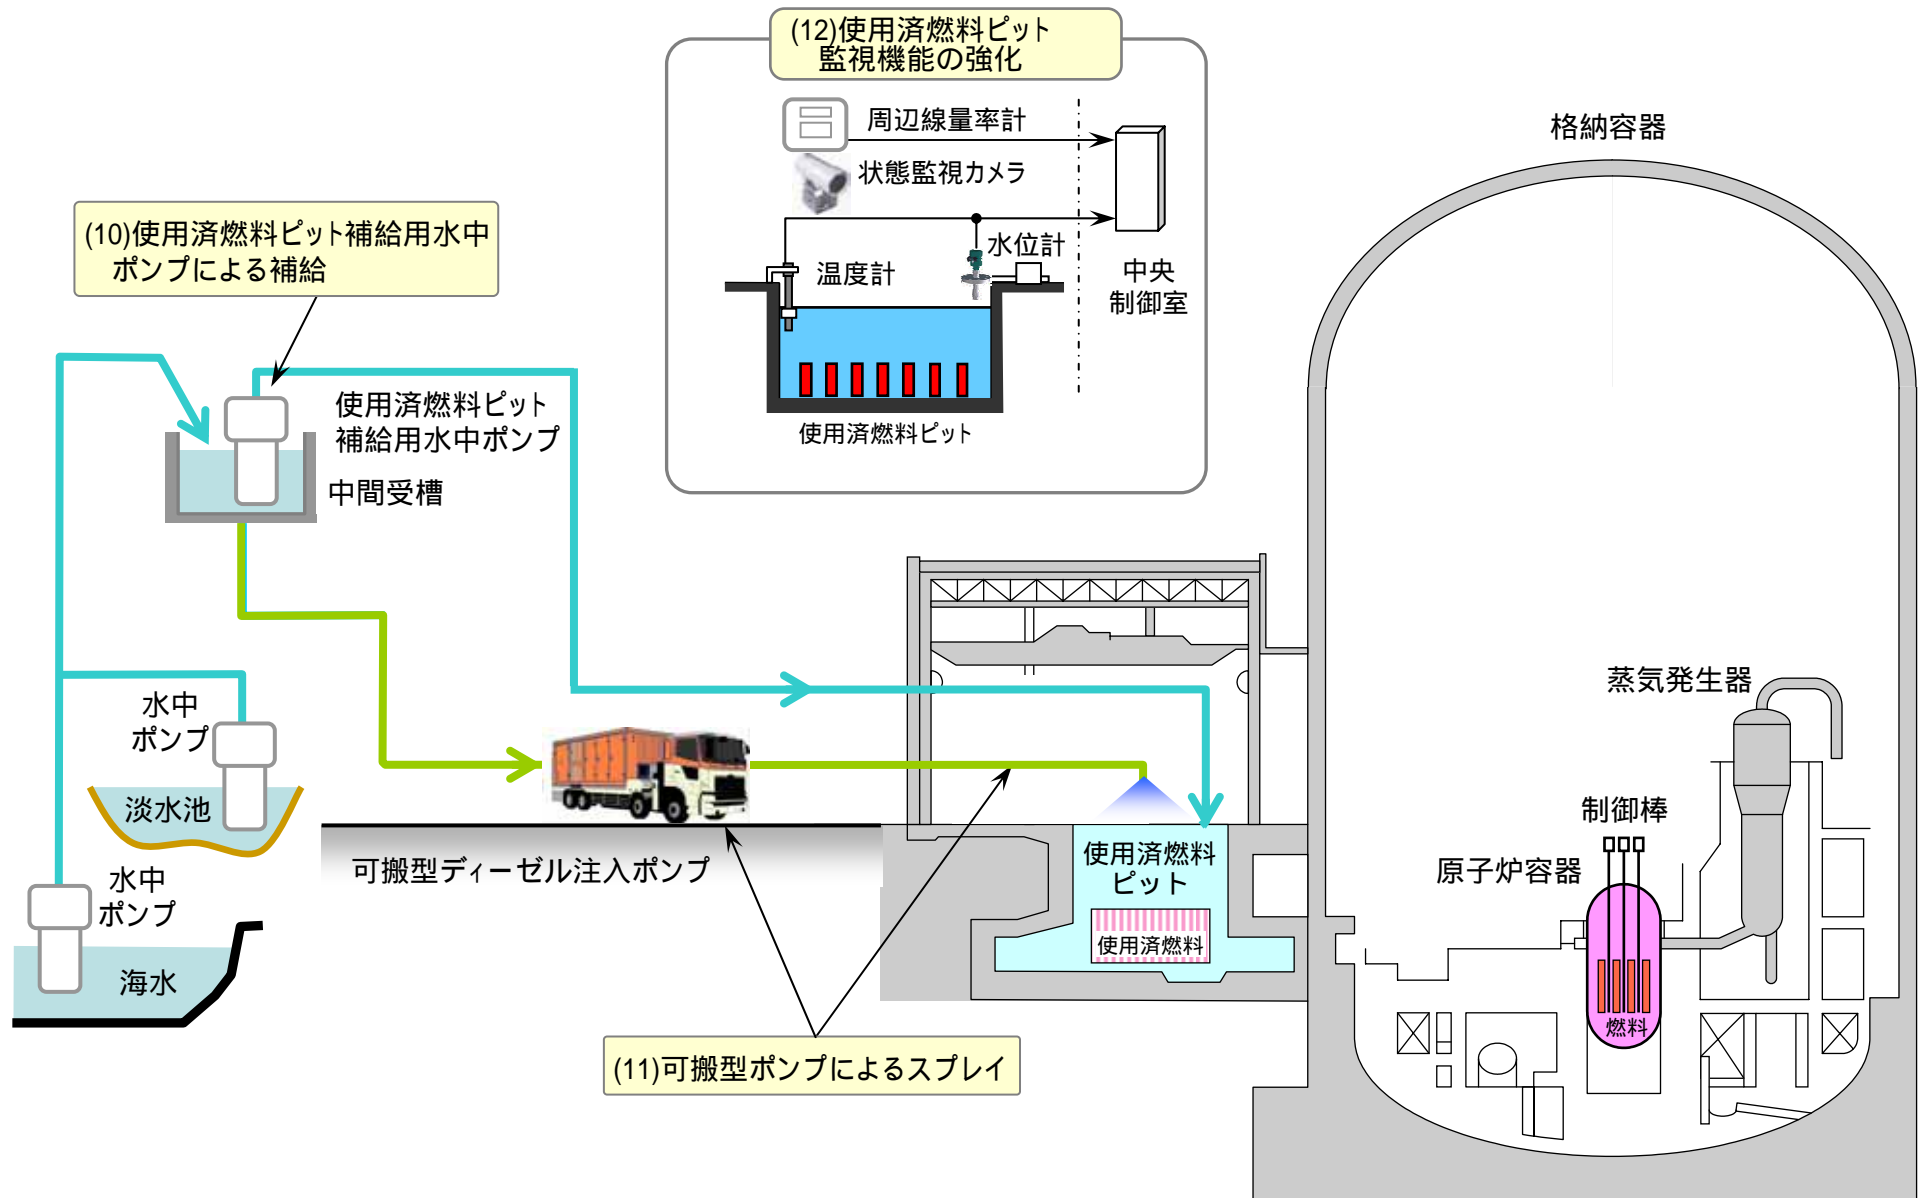 (12)使用済燃料ピット
監視機能の強化
周辺線量率計
状態監視カメラ
水位計
温度計
中央
制御室
使用済燃料ピット
格納容器
(10)使用済燃料ピット補給用水中
ポンプによる補給
使用済燃料ピット
補給用水中ポンプ
中間受槽
水中
ポンプ
淡水池
水中
ポンプ
海水
可搬型ディーゼル注入ポンプ
(11)可搬型ポンプによるスプレイ
使用済燃料
ピット
使用済燃料
蒸気発生器
制御棒
原子炉容器
燃料